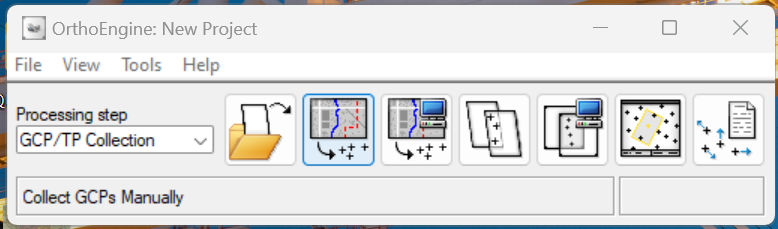 OrthoEngine: New Project
File View Tools Help
Processing step
GCP/TP Collection
Collect GCPs Manually